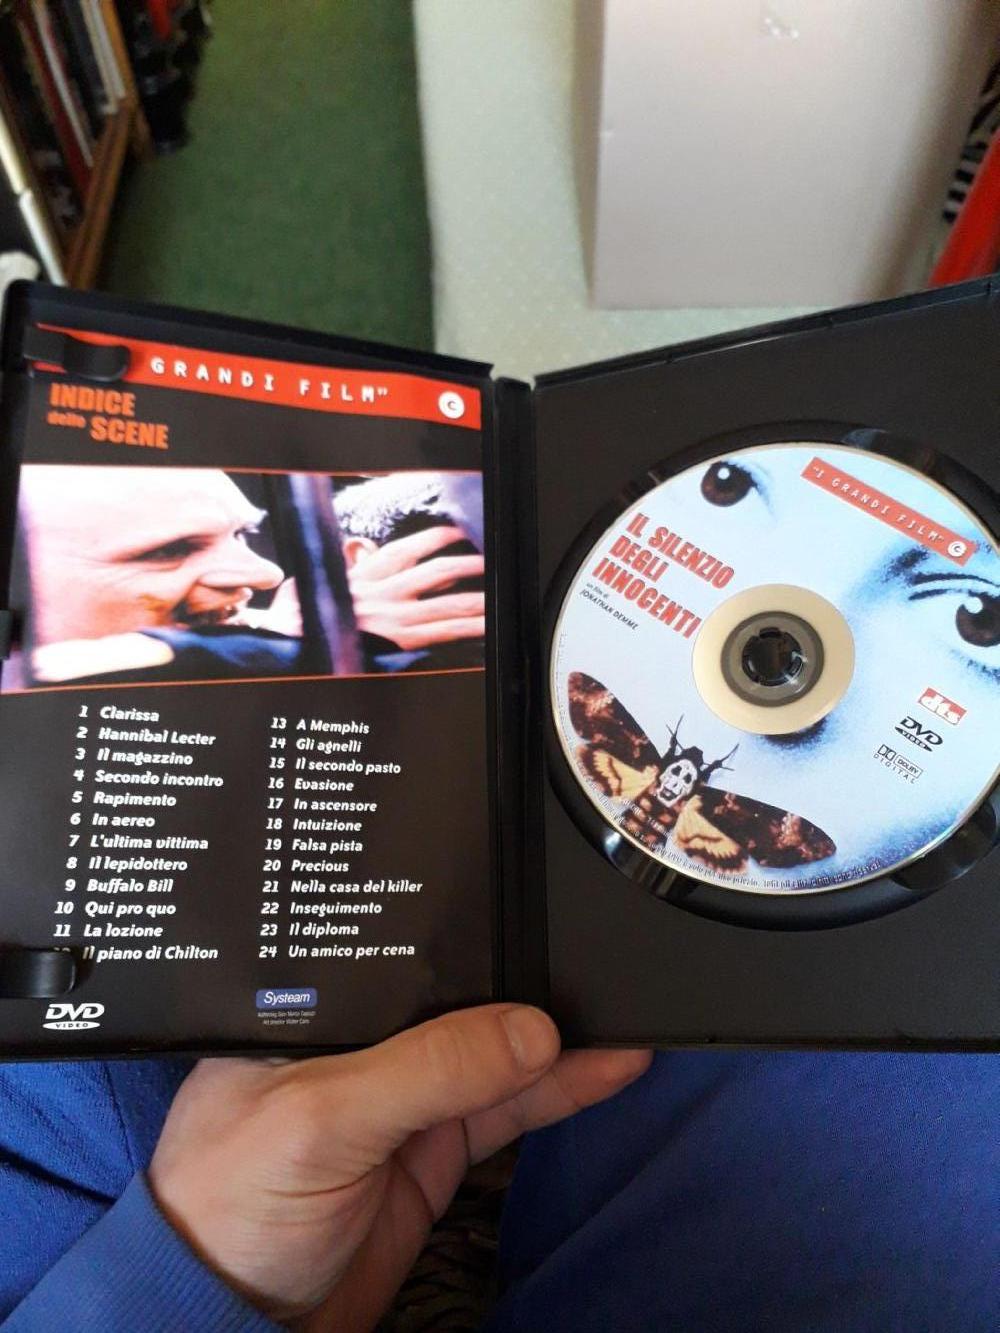 GRANDI FILM"
C
INDICE
delle SCENE
1 Clarissa
2 Hannibal Lecter
3 Il magazzino
4 Secondo incontro
5 Rapimento
6 In aereo
7 L'ultima vittima
8 Il lepidottero
9 Buffalo Bill
10 Qui pro quo
11 La lozione
Il piano di Chilton
13 A Memphis
14 Gli agnelli
15 Il secondo pasto
16 Evasione
17 In ascensore
18 Intuizione
19 Falsa pista
20 Precious
21 Nella casa del killer
22 Inseguimento
23 Il diploma
24 Un amico per cena
DVD
VIDEO
Systeam
"I GRANDI FILM"
C
IL SILENZIO
DEGLI
INNOCENTI
un film di
JONATHAN DEMME
dts
DVD
VIDEO
DOLBY
DIGITAL